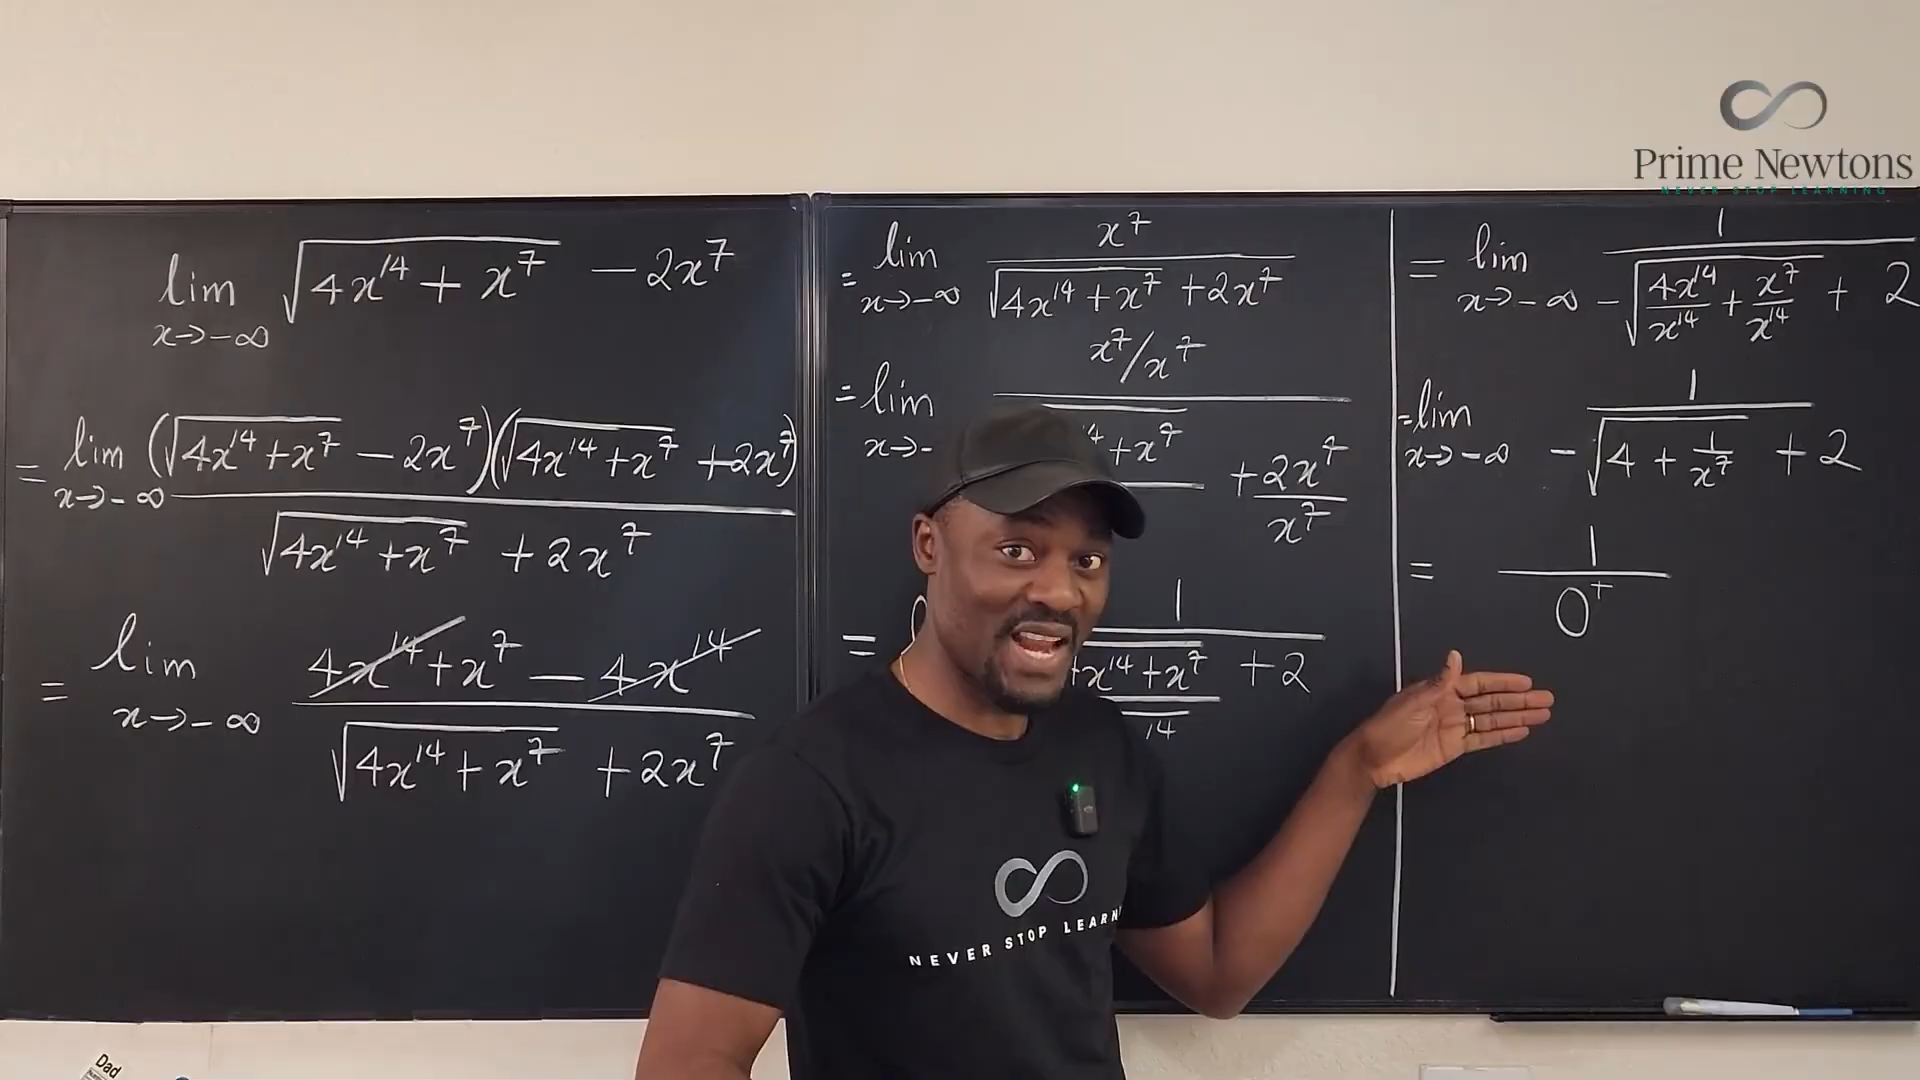 Prime Newtons
NEVER STOP LEARNING
lim √(4x^14 + x^7) - 2x^7
x→-∞
= lim (√(4x^14 + x^7) - 2x^7)(√(4x^14 + x^7) + 2x^7)
x→-∞
√(4x^14 + x^7) + 2x^7
= lim 4x^14 + x^7 - 4x^14
x→-∞
√(4x^14 + x^7) + 2x^7
= lim x^7
x→-∞ √(4x^14 + x^7) + 2x^7
x^7/x^7
= lim
x→-
+x^7 + 2x^7
x^7
= 1
x^14 + x^7 + 2
14
= lim 1
x→-∞ -√(4x^14/x^14 + x^7/x^14) + 2
= lim 1
x→-∞ -√(4 + 1/x^7) + 2
= 1
0^+
NEVER STOP LEARN
Dad